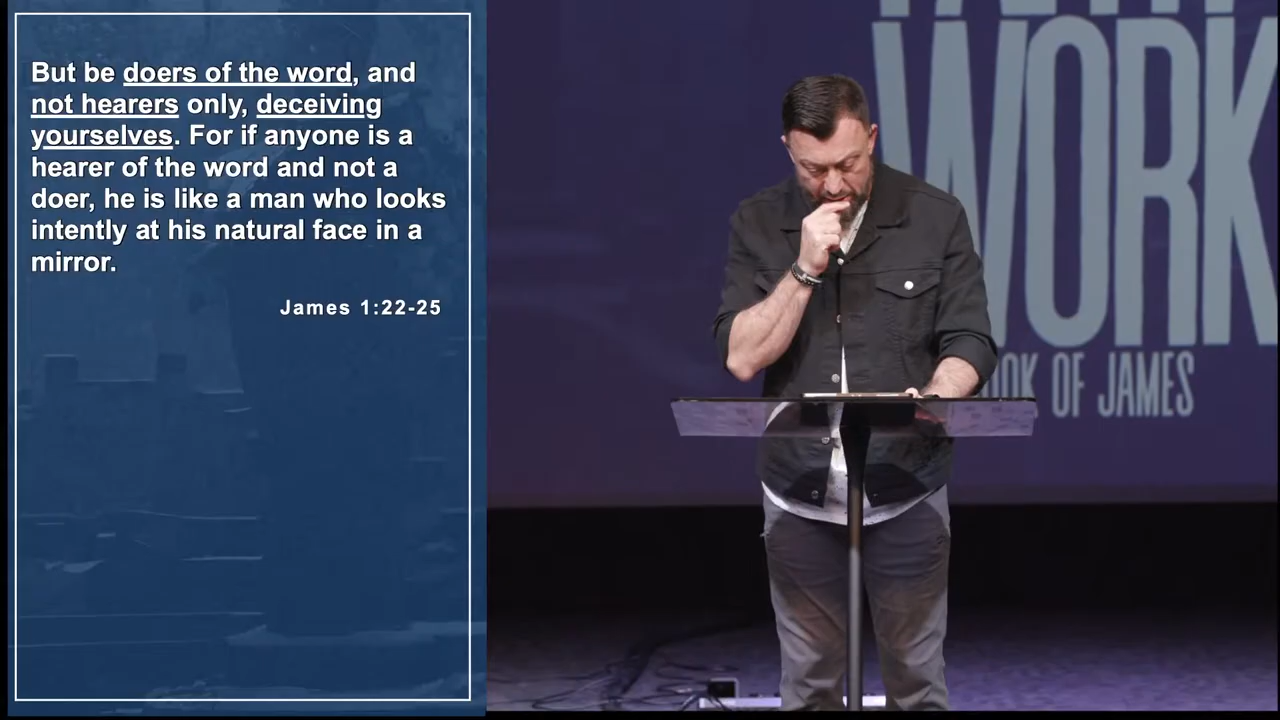 But be doers of the word, and
not hearers only, deceiving
yourselves. For if anyone is a
hearer of the word and not a
doer, he is like a man who looks
intently at his natural face in a
mirror.
James 1:22-25
WORK
OF JAMES